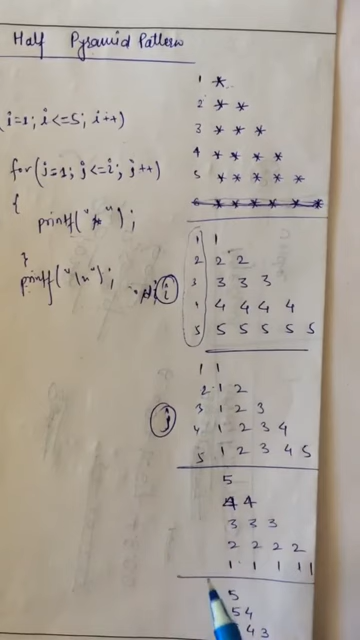 Half Pyramid Pattern
(i=1; i<=5; i++)
for(j=1; j<=i; j++)
{
printf("*");
}
printf("\n");
1 *
2 * *
3 * * *
4 * * * *
5 * * * * *
6 * * * * * *
i
1 1
2 2 2
3 3 3 3
4 4 4 4 4
5 5 5 5 5 5
j
1 1
2 1 2
3 1 2 3
4 1 2 3 4
5 1 2 3 4 5
5
4 4
3 3 3
2 2 2 2
1 1 1 1 1
5
5 4
4 3